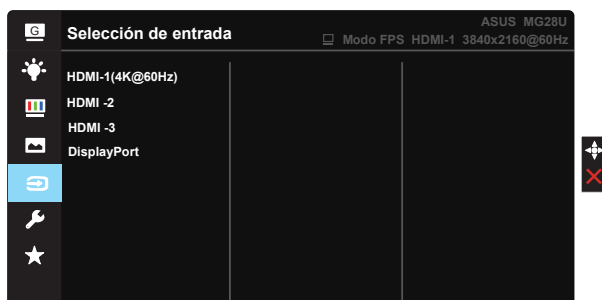 G
Selección de entrada
ASUS MG28U
Modo FPS HDMI-1 3840x2160@60Hz
HDMI-1(4K@60Hz)
HDMI -2
HDMI -3
DisplayPort